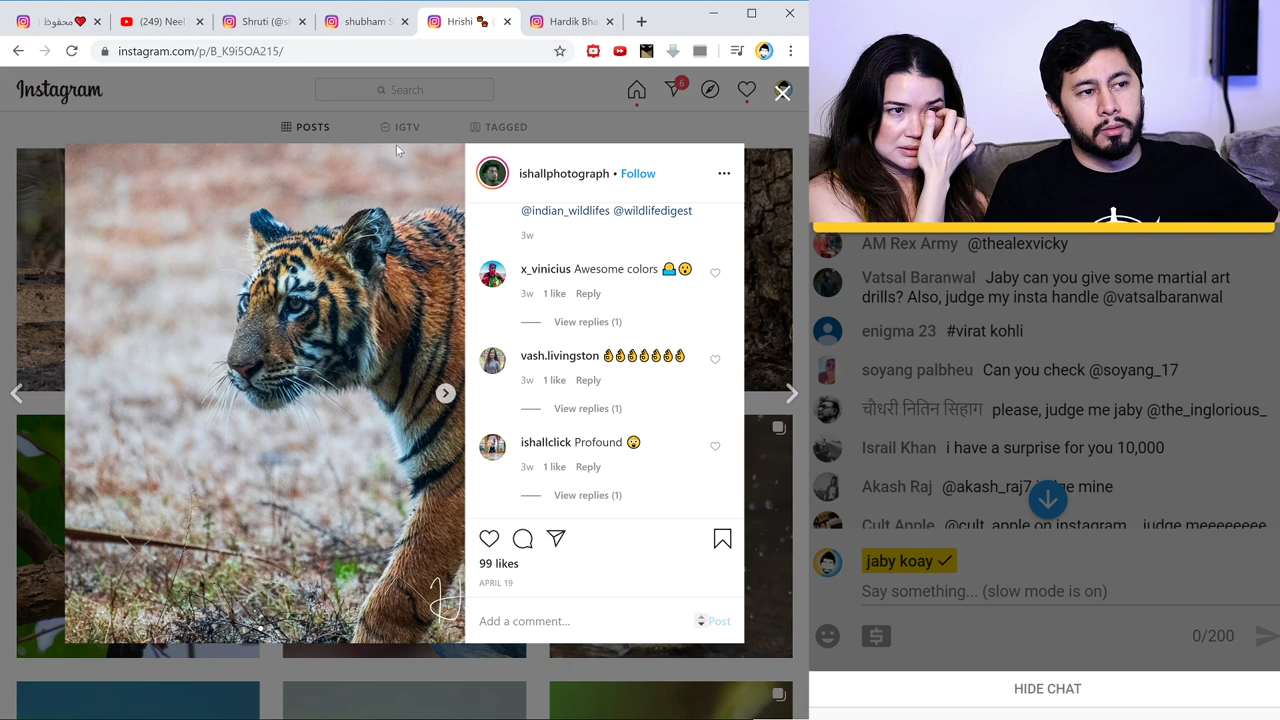 محفوظ
(249) Neel
Shruti (@sh
shubham S
Hrishi
Hardik Bha
instagram.com/p/B_K9i5OA215/
Instagram
Search
6
POSTS
IGTV
TAGGED
ishallphotograph • Follow
@indian_wildlifes @wildlifedigest
3w
x_vinicius Awesome colors 🤷😮
3w 1 like Reply
View replies (1)
vash.livingston 👌👌👌👌👌👌👌
3w 1 like Reply
View replies (1)
ishallclick Profound 😮
3w 1 like Reply
View replies (1)
99 likes
APRIL 19
Add a comment...
Post
AM Rex Army @thealexvicky
Vatsal Baranwal Jaby can you give some martial art
drills? Also, judge my insta handle @vatsalbaranwal
enigma 23 #virat kohli
soyang palbheu Can you check @soyang_17
चौधरी नितिन सिहाग please, judge me jaby @the_inglorious_
Israil Khan i have a surprise for you 10,000
Akash Raj @akash_raj7 mine
Cult Apple @cult_apple on instagram judge meeeeeeee
jaby koay ✓
Say something... (slow mode is on)
0/200
HIDE CHAT